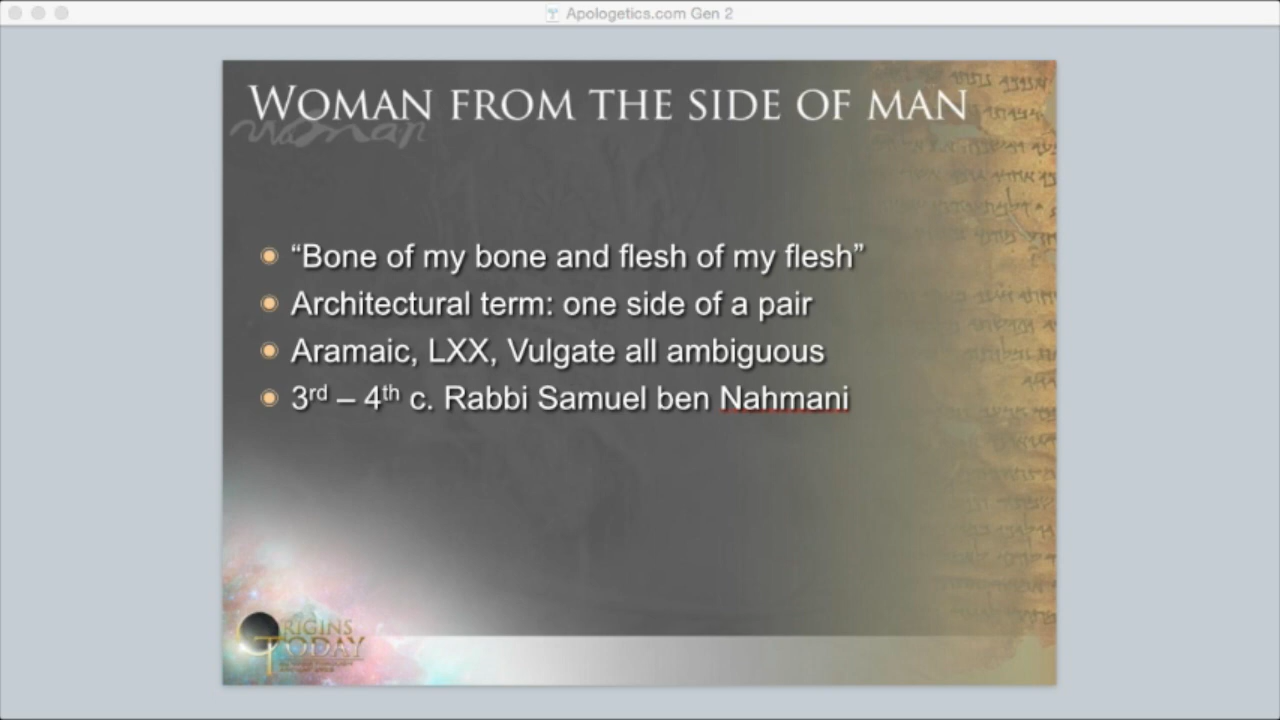 Apologetics.com Gen 2
WOMAN FROM THE SIDE OF MAN
woman
“Bone of my bone and flesh of my flesh”
Architectural term: one side of a pair
Aramaic, LXX, Vulgate all ambiguous
3rd – 4th c. Rabbi Samuel ben Nahmani
ORIGINS
TODAY